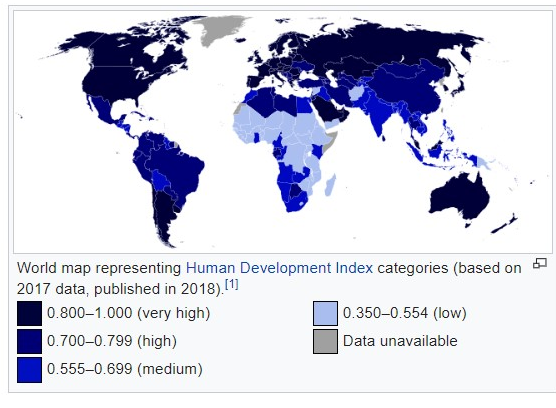 World map representing Human Development Index categories (based on
2017 data, published in 2018).[1]
0.800–1.000 (very high)
0.700–0.799 (high)
0.555–0.699 (medium)
0.350–0.554 (low)
Data unavailable